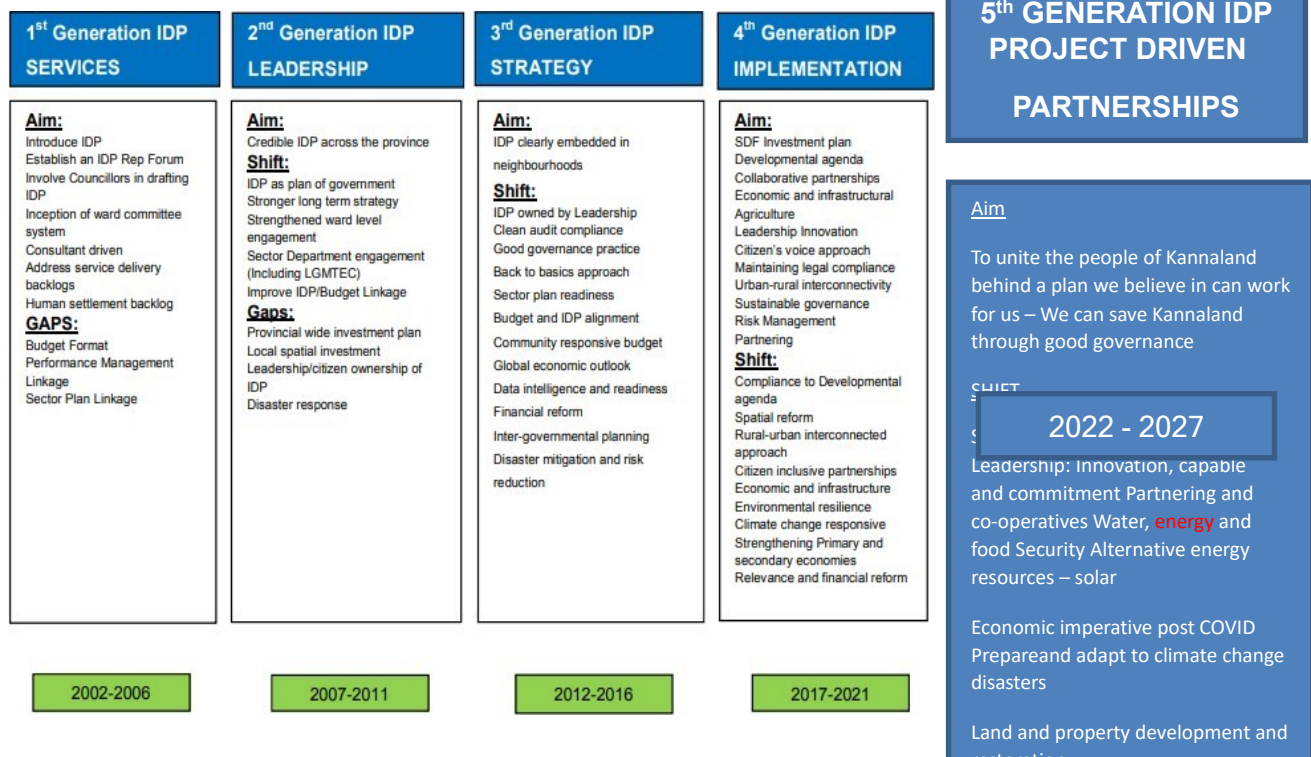 1st Generation IDP
SERVICES
Aim:
Introduce IDP
Establish an IDP Rep Forum
Involve Councillors in drafting
IDP
Inception of ward committee
system
Consultant driven
Address service delivery
backlogs
Human settlement backlog
GAPS:
Budget Format
Performance Management
Linkage
Sector Plan Linkage
2002-2006
2nd Generation IDP
LEADERSHIP
Aim:
Credible IDP across the province
Shift:
IDP as plan of government
Stronger long term strategy
Strengthened ward level
engagement
Sector Department engagement
(Including LGMTEC)
Improve IDP/Budget Linkage
Gaps:
Provincial wide investment plan
Local spatial investment
Leadership/citizen ownership of
IDP
Disaster response
2007-2011
3rd Generation IDP
STRATEGY
Aim:
IDP clearly embedded in
neighbourhoods
Shift:
IDP owned by Leadership
Clean audit compliance
Good governance practice
Back to basics approach
Sector plan readiness
Budget and IDP alignment
Community responsive budget
Global economic outlook
Data intelligence and readiness
Financial reform
Inter-governmental planning
Disaster mitigation and risk
reduction
2012-2016
4th Generation IDP
IMPLEMENTATION
Aim:
SDF Investment plan
Developmental agenda
Collaborative partnerships
Economic and infrastructural
Agriculture
Leadership Innovation
Citizen's voice approach
Maintaining legal compliance
Urban-rural interconnectivity
Sustainable governance
Risk Management
Partnering
Shift:
Compliance to Developmental
agenda
Spatial reform
Rural-urban interconnected
approach
Citizen inclusive partnerships
Economic and infrastructure
Environmental resilience
Climate change responsive
Strengthening Primary and
secondary economies
Relevance and financial reform
2017-2021
5th GENERATION IDP
PROJECT DRIVEN
PARTNERSHIPS
Aim
To unite the people of Kannaland
behind a plan we believe in can work
for us – We can save Kannaland
through good governance
SHIFT
2022 - 2027
Leadership: Innovation, capable
and commitment Partnering and
co-operatives Water, energy and
food Security Alternative energy
resources – solar
Economic imperative post COVID
Prepareand adapt to climate change
disasters
Land and property development and